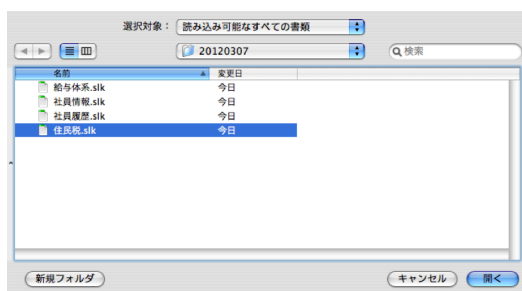 選択対象： 読み込み可能なすべての書類
20120307 検索
名前 変更日
給与体系.slk 今日
社員情報.slk 今日
社員履歴.slk 今日
住民税.slk 今日
新規フォルダ キャンセル 開く